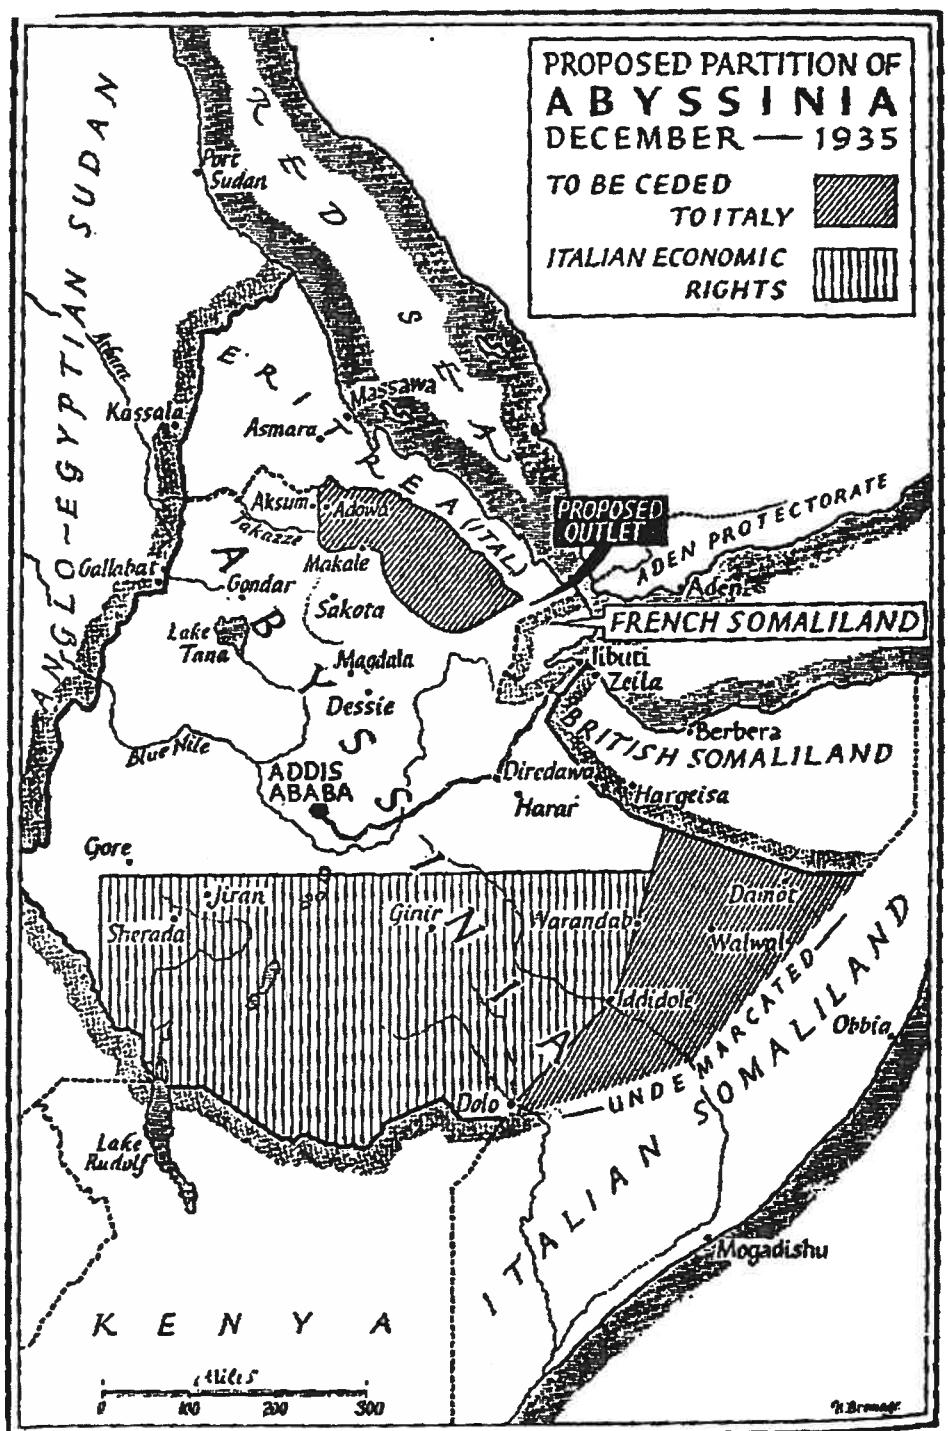 PROPOSED PARTITION OF
ABYSSINIA
DECEMBER — 1935
TO BE CEDED
TO ITALY
ITALIAN ECONOMIC
RIGHTS
RED SEA
ANGLO-EGYPTIAN SUDAN
Port
Sudan
ERITREA (ITAL)
Massawa
Kassala
Asmara
Aksum
Adowa
Takazze
PROPOSED
OUTLET
ADEN PROTECTORATE
Aden
Gallabat
Makale
Gondar
Sakota
Lake
Tana
FRENCH SOMALILAND
Jibuti
Zeila
Magdala
Dessie
Blue Nile
BRITISH SOMALILAND
Berbera
ADDIS
ABABA
Diredawa
Harar
Hargeisa
ABYSSINIA
Gore
Jiran
Sherada
Ginir
Warandab
Damot
Walwal
Iddidole
Obbia
Dolo
UNDEMARCATED
ITALIAN SOMALILAND
Lake
Rudolf
Mogadishu
KENYA
Miles
0 100 200 300